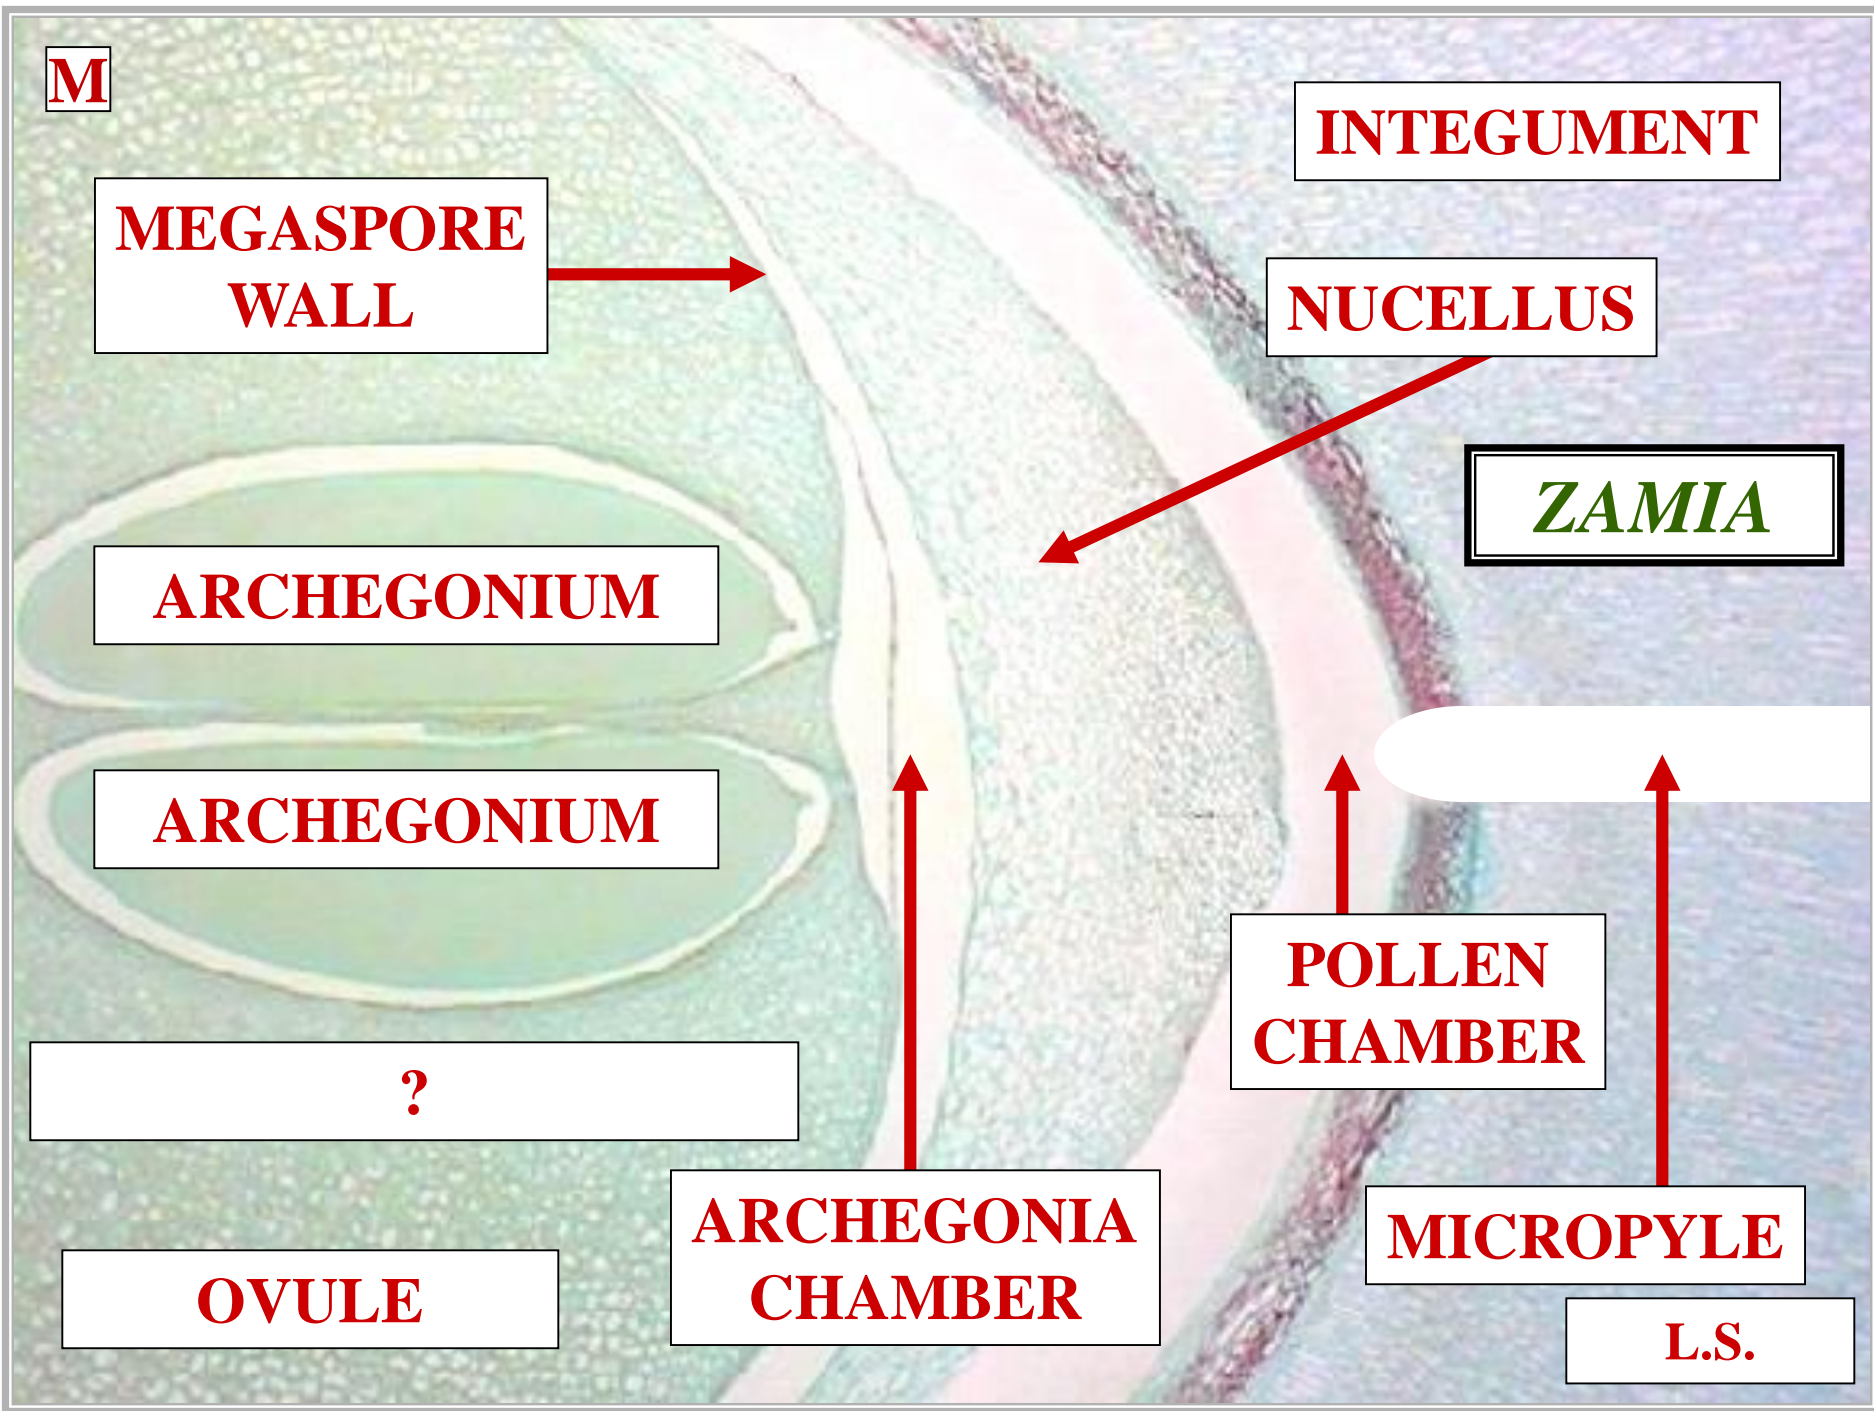 M
INTEGUMENT
MEGASPORE
WALL
NUCELLUS
ZAMIA
ARCHEGONIUM
ARCHEGONIUM
POLLEN
CHAMBER
?
ARCHEGONIA
CHAMBER
MICROPYLE
OVULE
L.S.